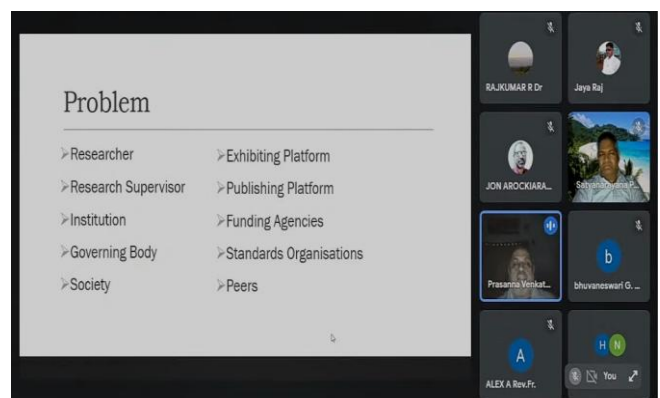 Problem
➢Researcher
➢Research Supervisor
➢Institution
➢Governing Body
➢Society
➢Exhibiting Platform
➢Publishing Platform
➢Funding Agencies
➢Standards Organisations
➢Peers
RAJKUMAR R Dr
Jaya Raj
JON AROCKIARA...
Satyanarayana P...
Prasanna Venkat...
b
bhuvaneswari G. ...
A
ALEX A Rev.Fr.
H N
You